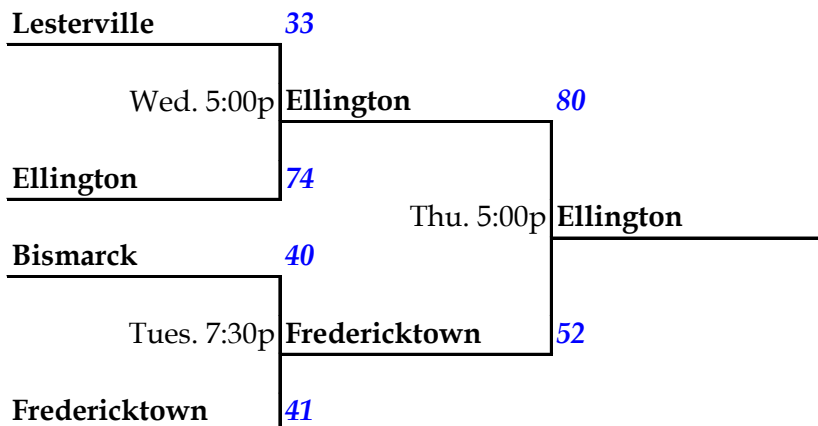 Lesterville 33
Wed. 5:00p Ellington 80
Ellington 74
Thu. 5:00p Ellington
Bismarck 40
Tues. 7:30p Fredericktown 52
Fredericktown 41